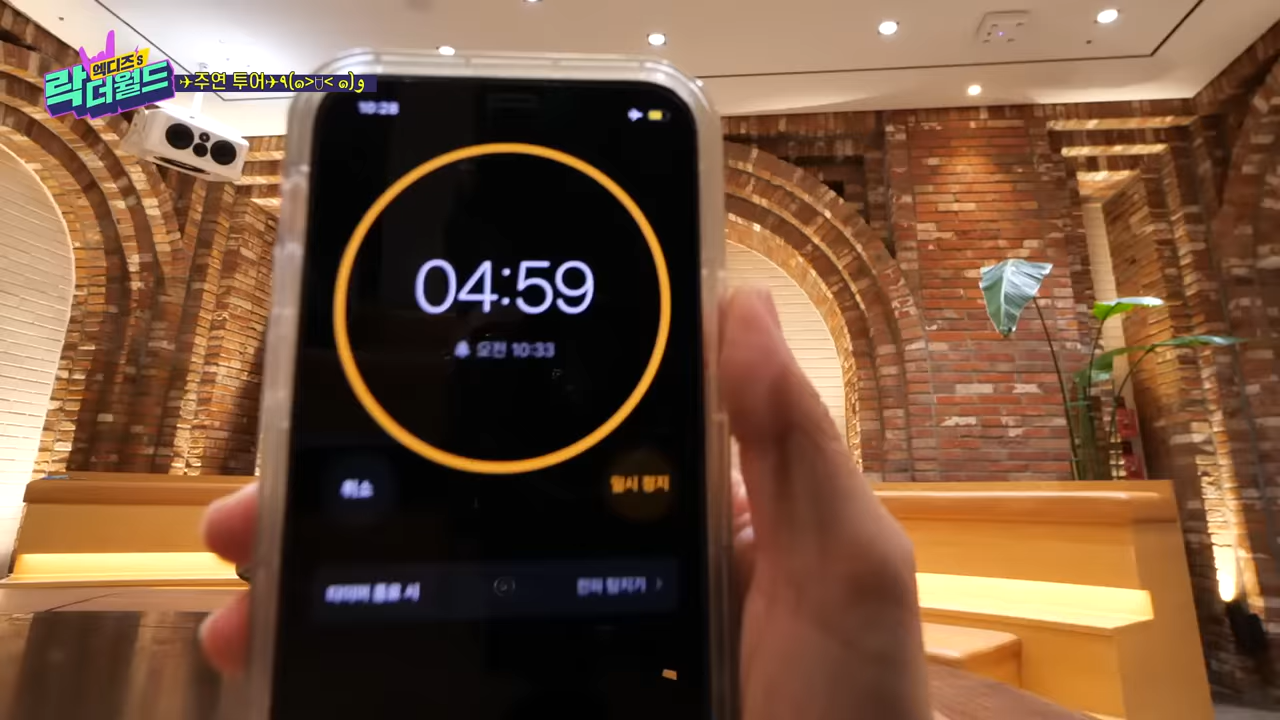 엑디즈's
락더월드
✈주연 투어✈٩(๑>ᗨ<๑)و
10:28
04:59
오전 10:33
취소
일시 정지
타이머 종료 시
전파 탐지기 >